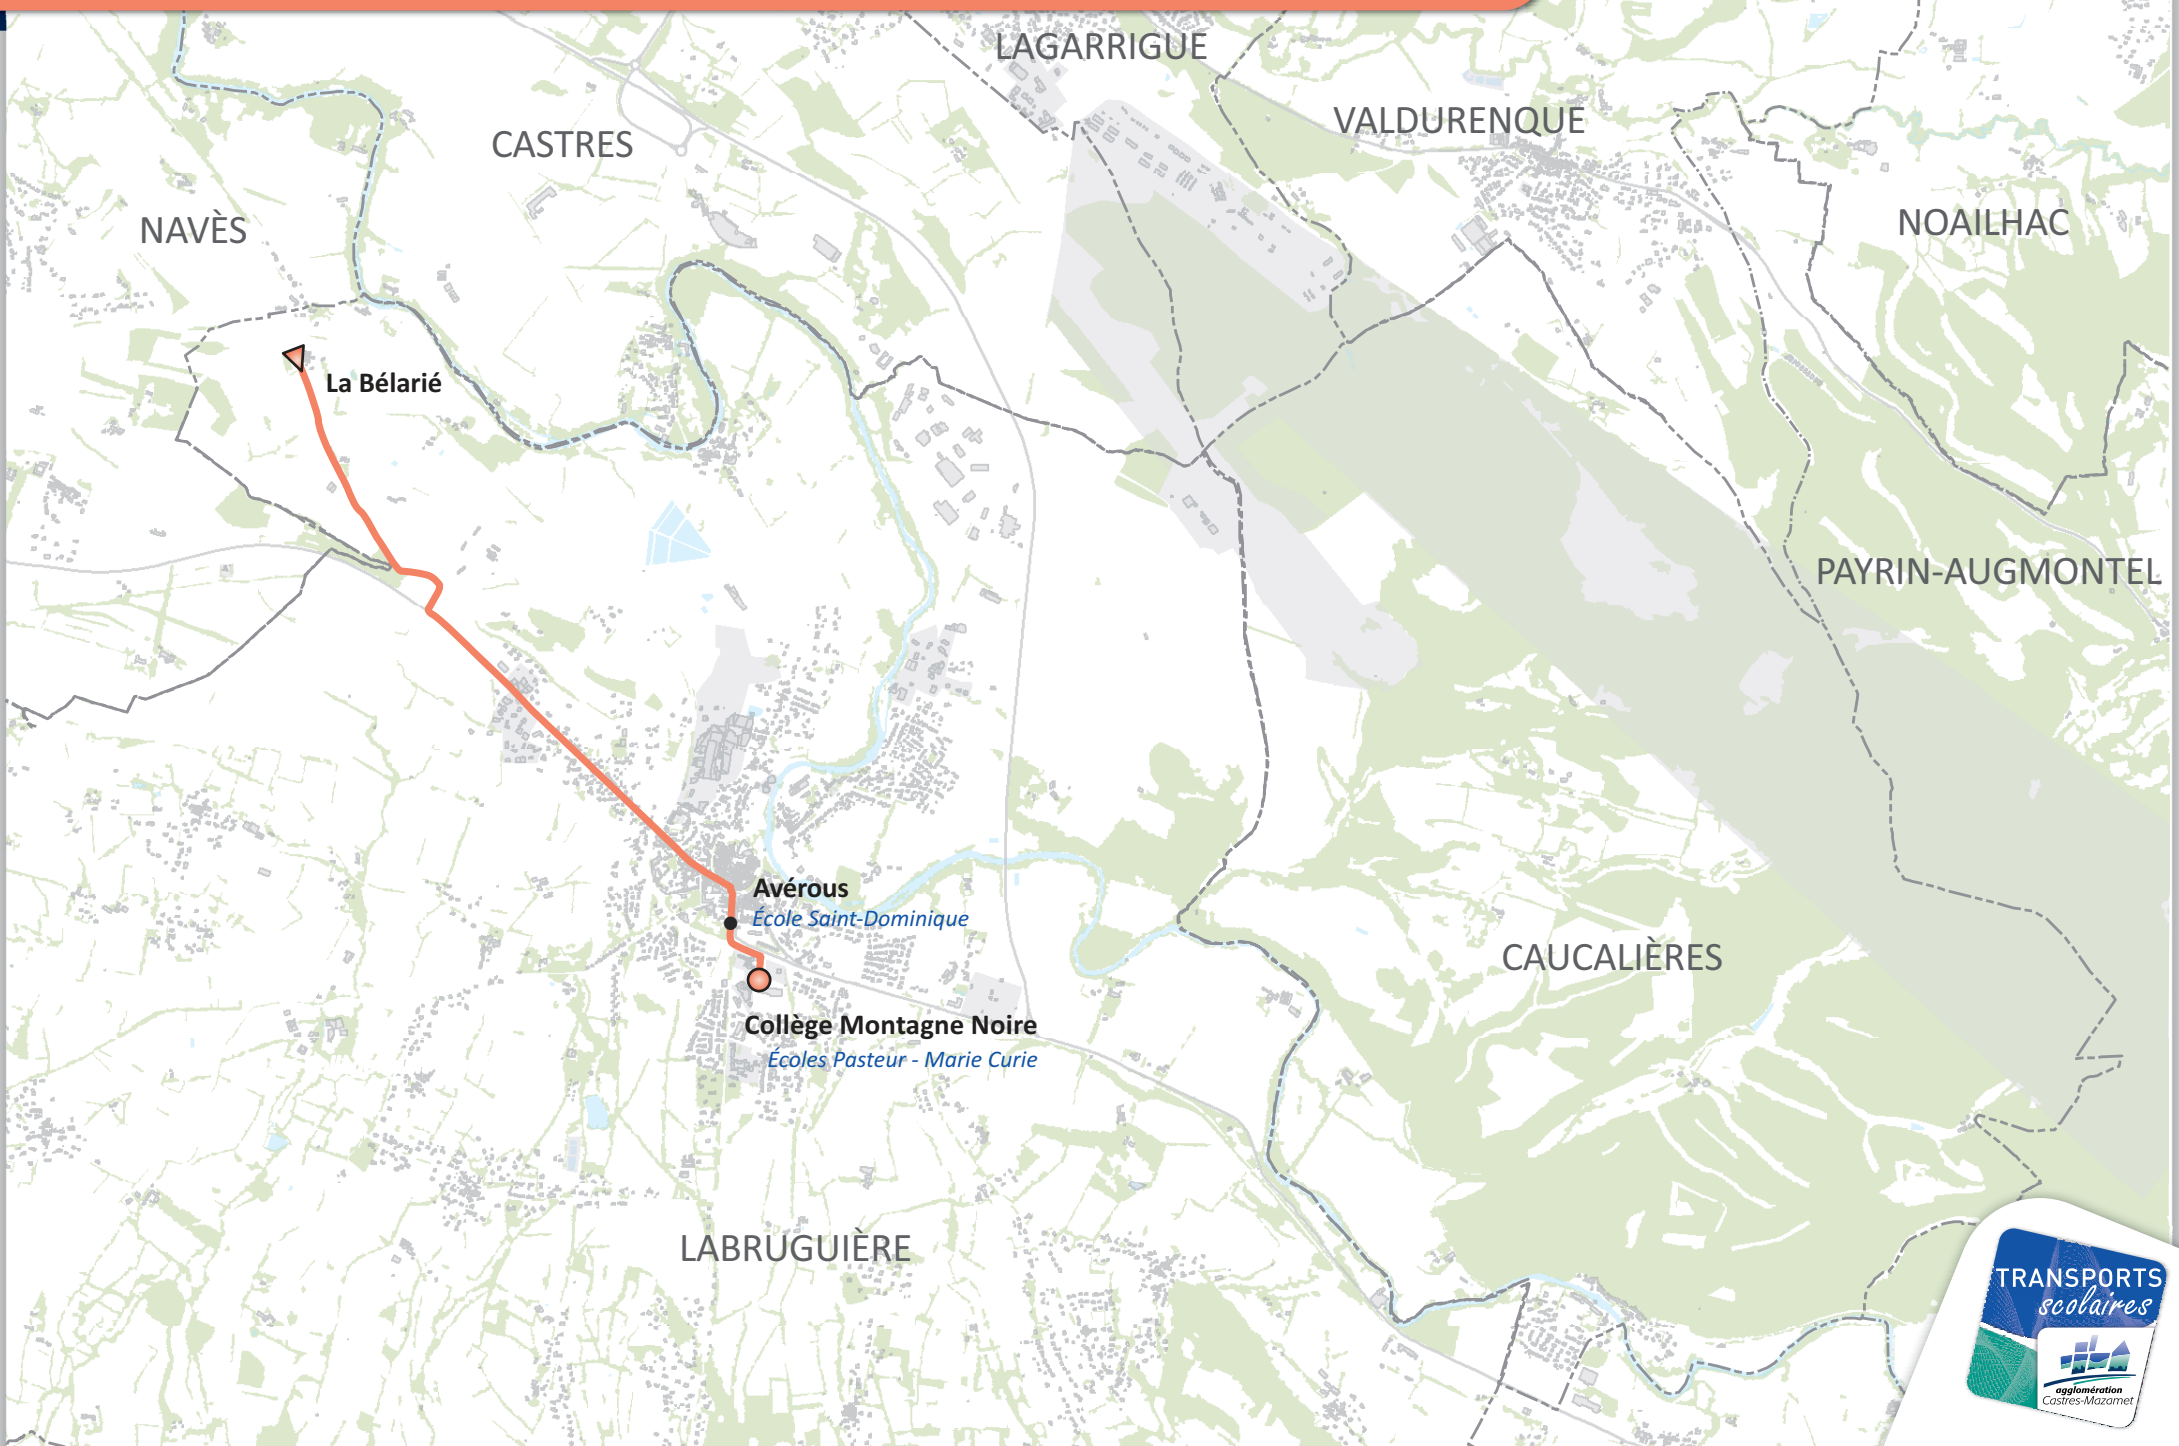 LAGARRIGUE
VALDURENQUE
CASTRES
NOAILHAC
NAVÈS
La Bélarié
PAYRIN-AUGMONTEL
Avérous
École Saint-Dominique
CAUCALIÈRES
Collège Montagne Noire
Écoles Pasteur - Marie Curie
LABRUGUIÈRE
TRANSPORTS
scolaires
agglomération
Castres-Mazamet